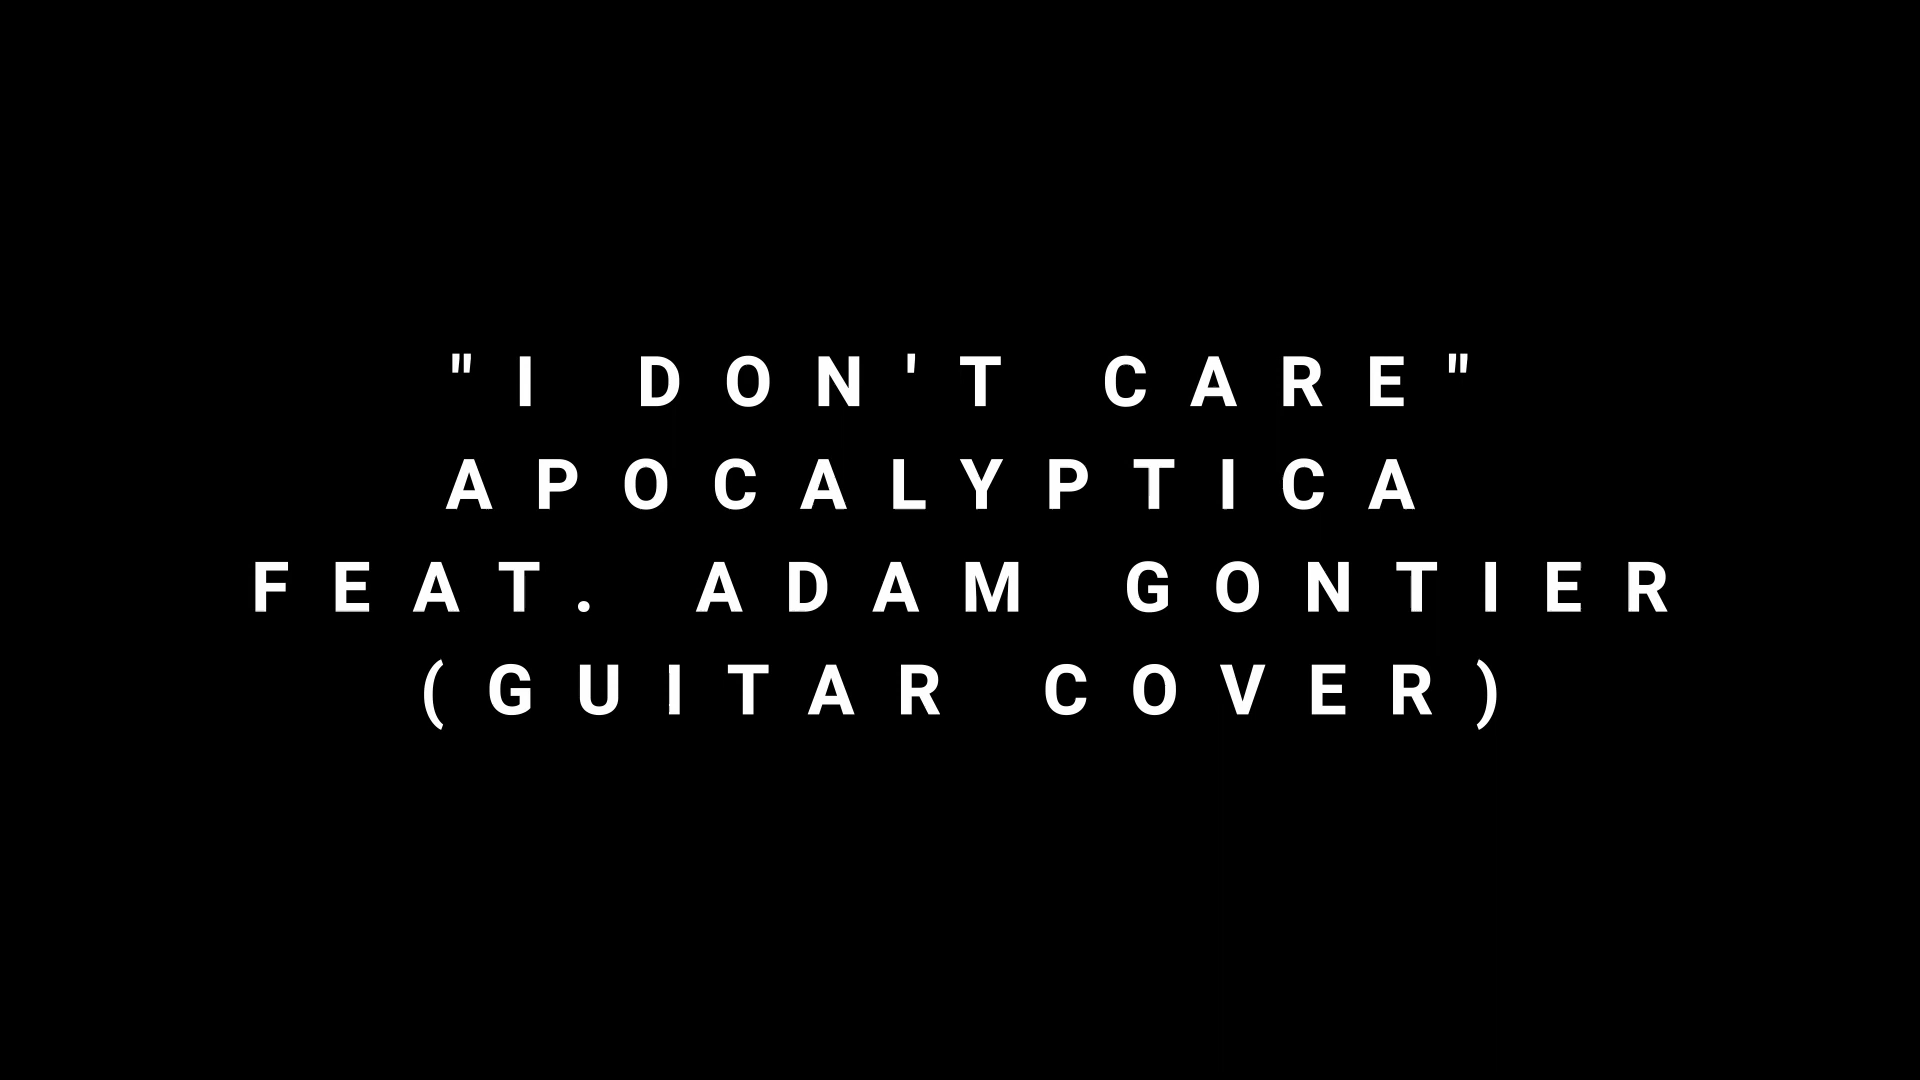 "I DON'T CARE"
APOCALYPTICA
FEAT. ADAM GONTIER
(GUITAR COVER)